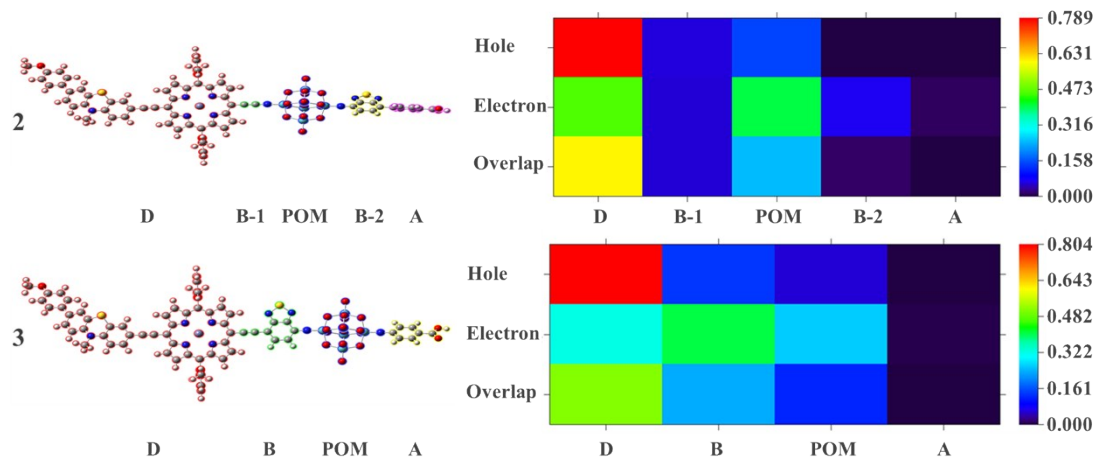 2
D B-1 POM B-2 A
Hole
Electron
Overlap
D B-1 POM B-2 A
0.789
0.631
0.473
0.316
0.158
0.000
3
D B POM A
Hole
Electron
Overlap
D B POM A
0.804
0.643
0.482
0.322
0.161
0.000